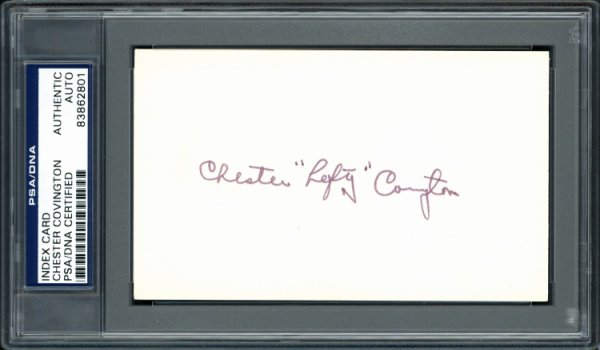 PSA/DNA
INDEX CARD
CHESTER COVINGTON
PSA/DNA CERTIFIED
AUTHENTIC
AUTO
83862801
Chester "Lefty" Covington